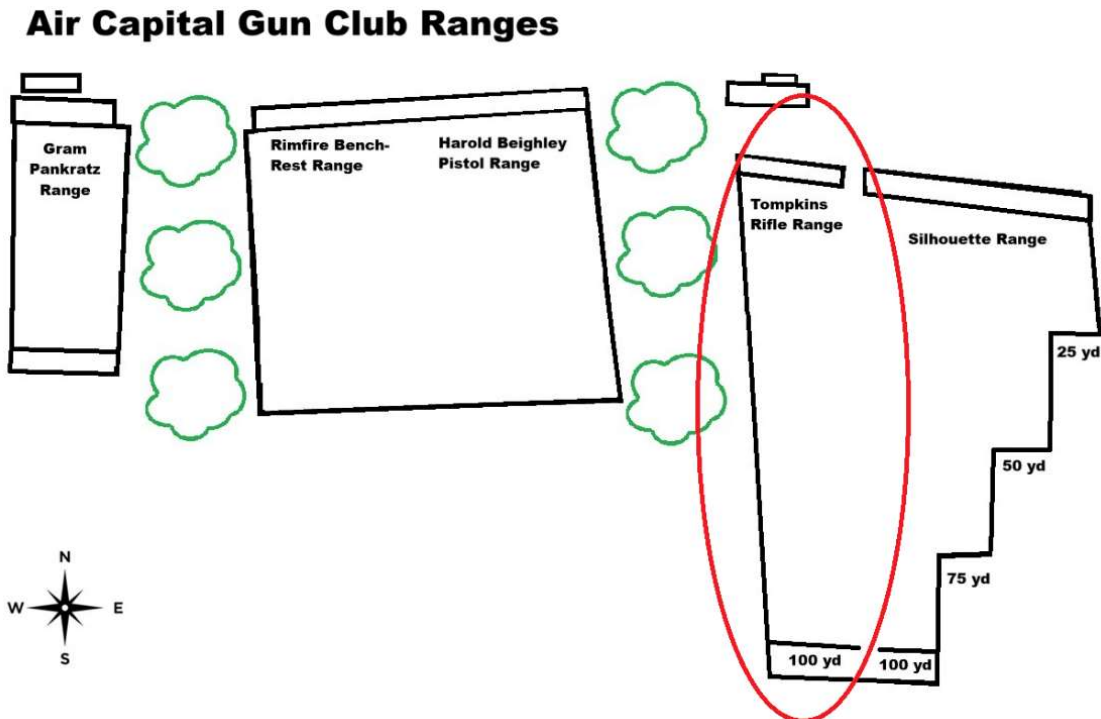 Air Capital Gun Club Ranges
Gram
Pankratz
Range
Rimfire Bench-
Rest Range
Harold Beighley
Pistol Range
Tompkins
Rifle Range
Silhouette Range
25 yd
50 yd
75 yd
100 yd
100 yd
N
W
E
S